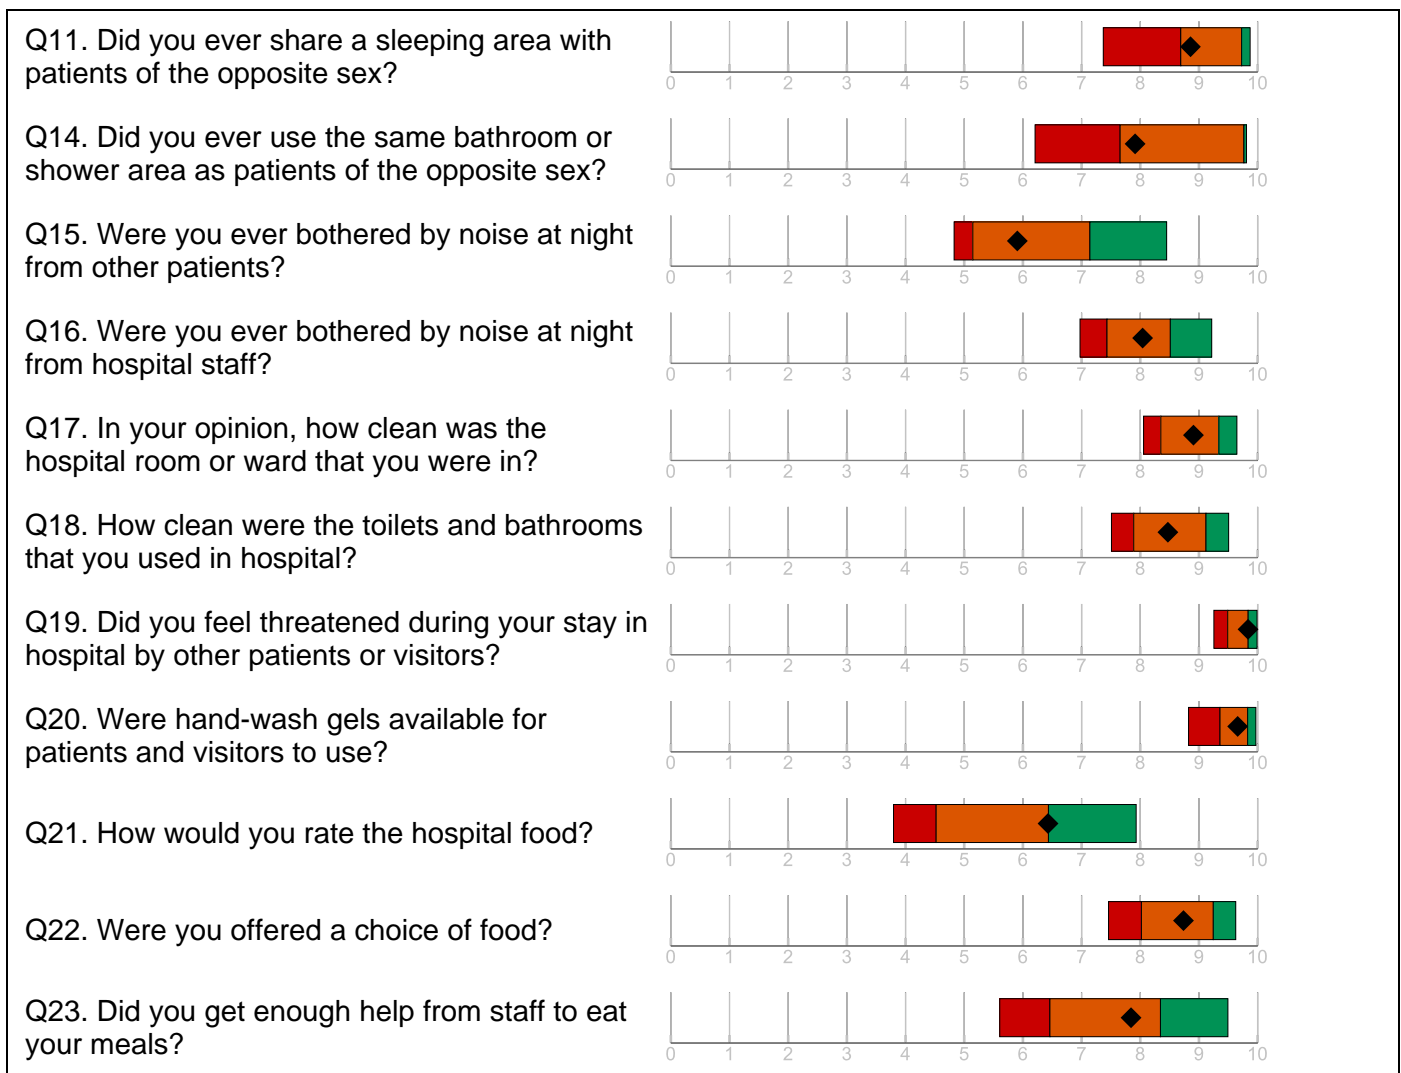 Q11. Did you ever share a sleeping area with
patients of the opposite sex?
0 1 2 3 4 5 6 7 8 9 10
Q14. Did you ever use the same bathroom or
shower area as patients of the opposite sex?
0 1 2 3 4 5 6 7 8 9 10
Q15. Were you ever bothered by noise at night
from other patients?
0 1 2 3 4 5 6 7 8 9 10
Q16. Were you ever bothered by noise at night
from hospital staff?
0 1 2 3 4 5 6 7 8 9 10
Q17. In your opinion, how clean was the
hospital room or ward that you were in?
0 1 2 3 4 5 6 7 8 9 10
Q18. How clean were the toilets and bathrooms
that you used in hospital?
0 1 2 3 4 5 6 7 8 9 10
Q19. Did you feel threatened during your stay in
hospital by other patients or visitors?
0 1 2 3 4 5 6 7 8 9 10
Q20. Were hand-wash gels available for
patients and visitors to use?
0 1 2 3 4 5 6 7 8 9 10
Q21. How would you rate the hospital food?
0 1 2 3 4 5 6 7 8 9 10
Q22. Were you offered a choice of food?
0 1 2 3 4 5 6 7 8 9 10
Q23. Did you get enough help from staff to eat
your meals?
0 1 2 3 4 5 6 7 8 9 10